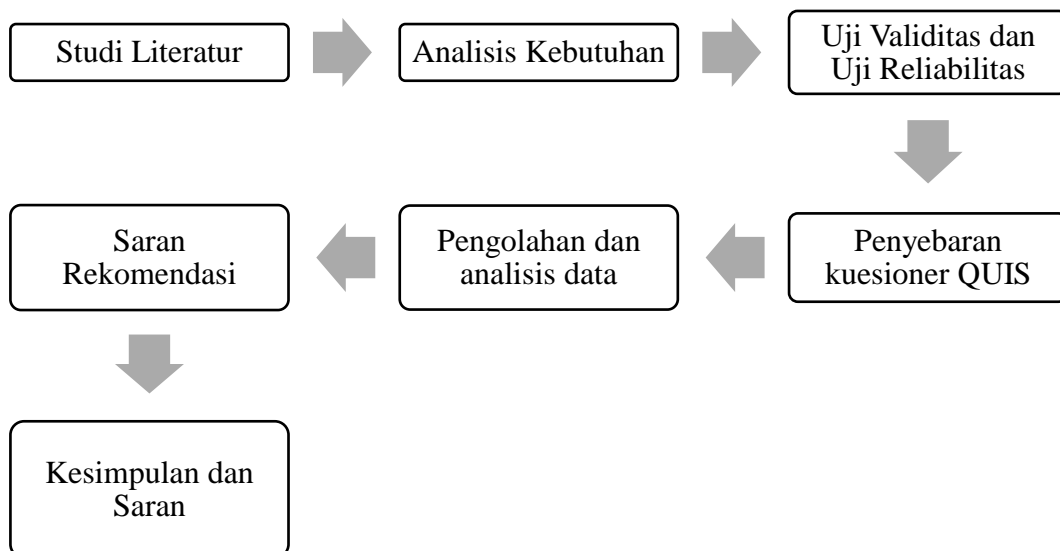 Studi Literatur
Analisis Kebutuhan
Uji Validitas dan
Uji Reliabilitas
Penyebaran
kuesioner QUIS
Pengolahan dan
analisis data
Saran
Rekomendasi
Kesimpulan dan
Saran